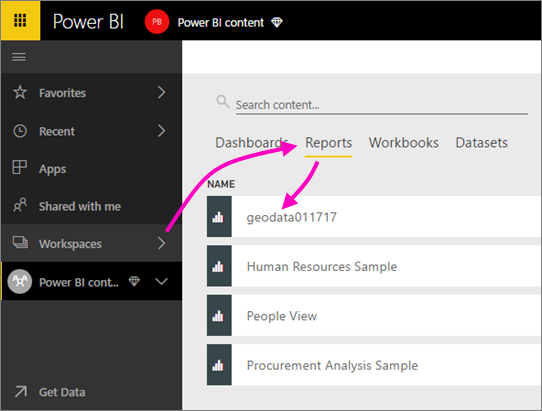 Power BI
PB
Power BI content
Favorites
Recent
Apps
Shared with me
Workspaces
Power BI cont...
Get Data
Search content...
Dashboards Reports Workbooks Datasets
NAME
geodata011717
Human Resources Sample
People View
Procurement Analysis Sample